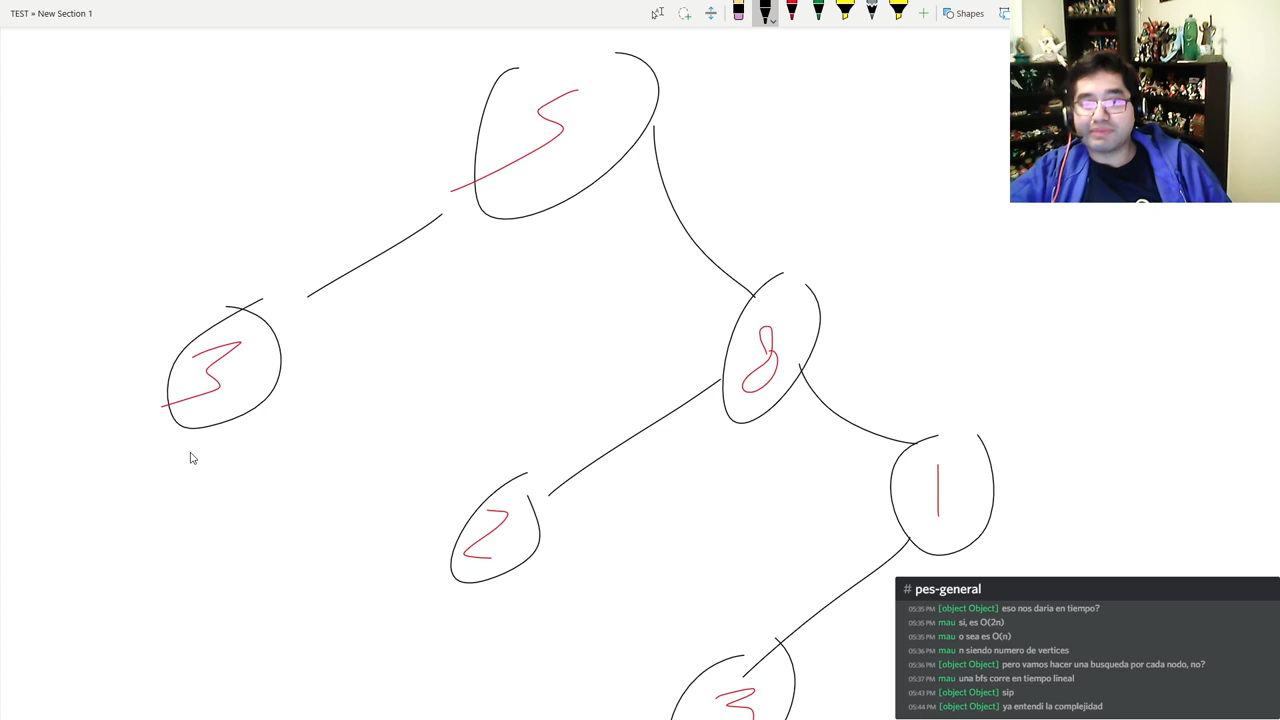 TEST » New Section 1
Shapes
5
3
8
2
1
3
# pes-general
05:35 PM [object Object] eso nos daria en tiempo?
05:35 PM mau si, es O(2n)
05:35 PM mau o sea es O(n)
05:36 PM mau n siendo numero de vertices
05:36 PM [object Object] pero vamos hacer una busqueda por cada nodo, no?
05:37 PM mau una bfs corre en tiempo lineal
05:43 PM [object Object] sip
05:44 PM [object Object] ya entendi la complejidad